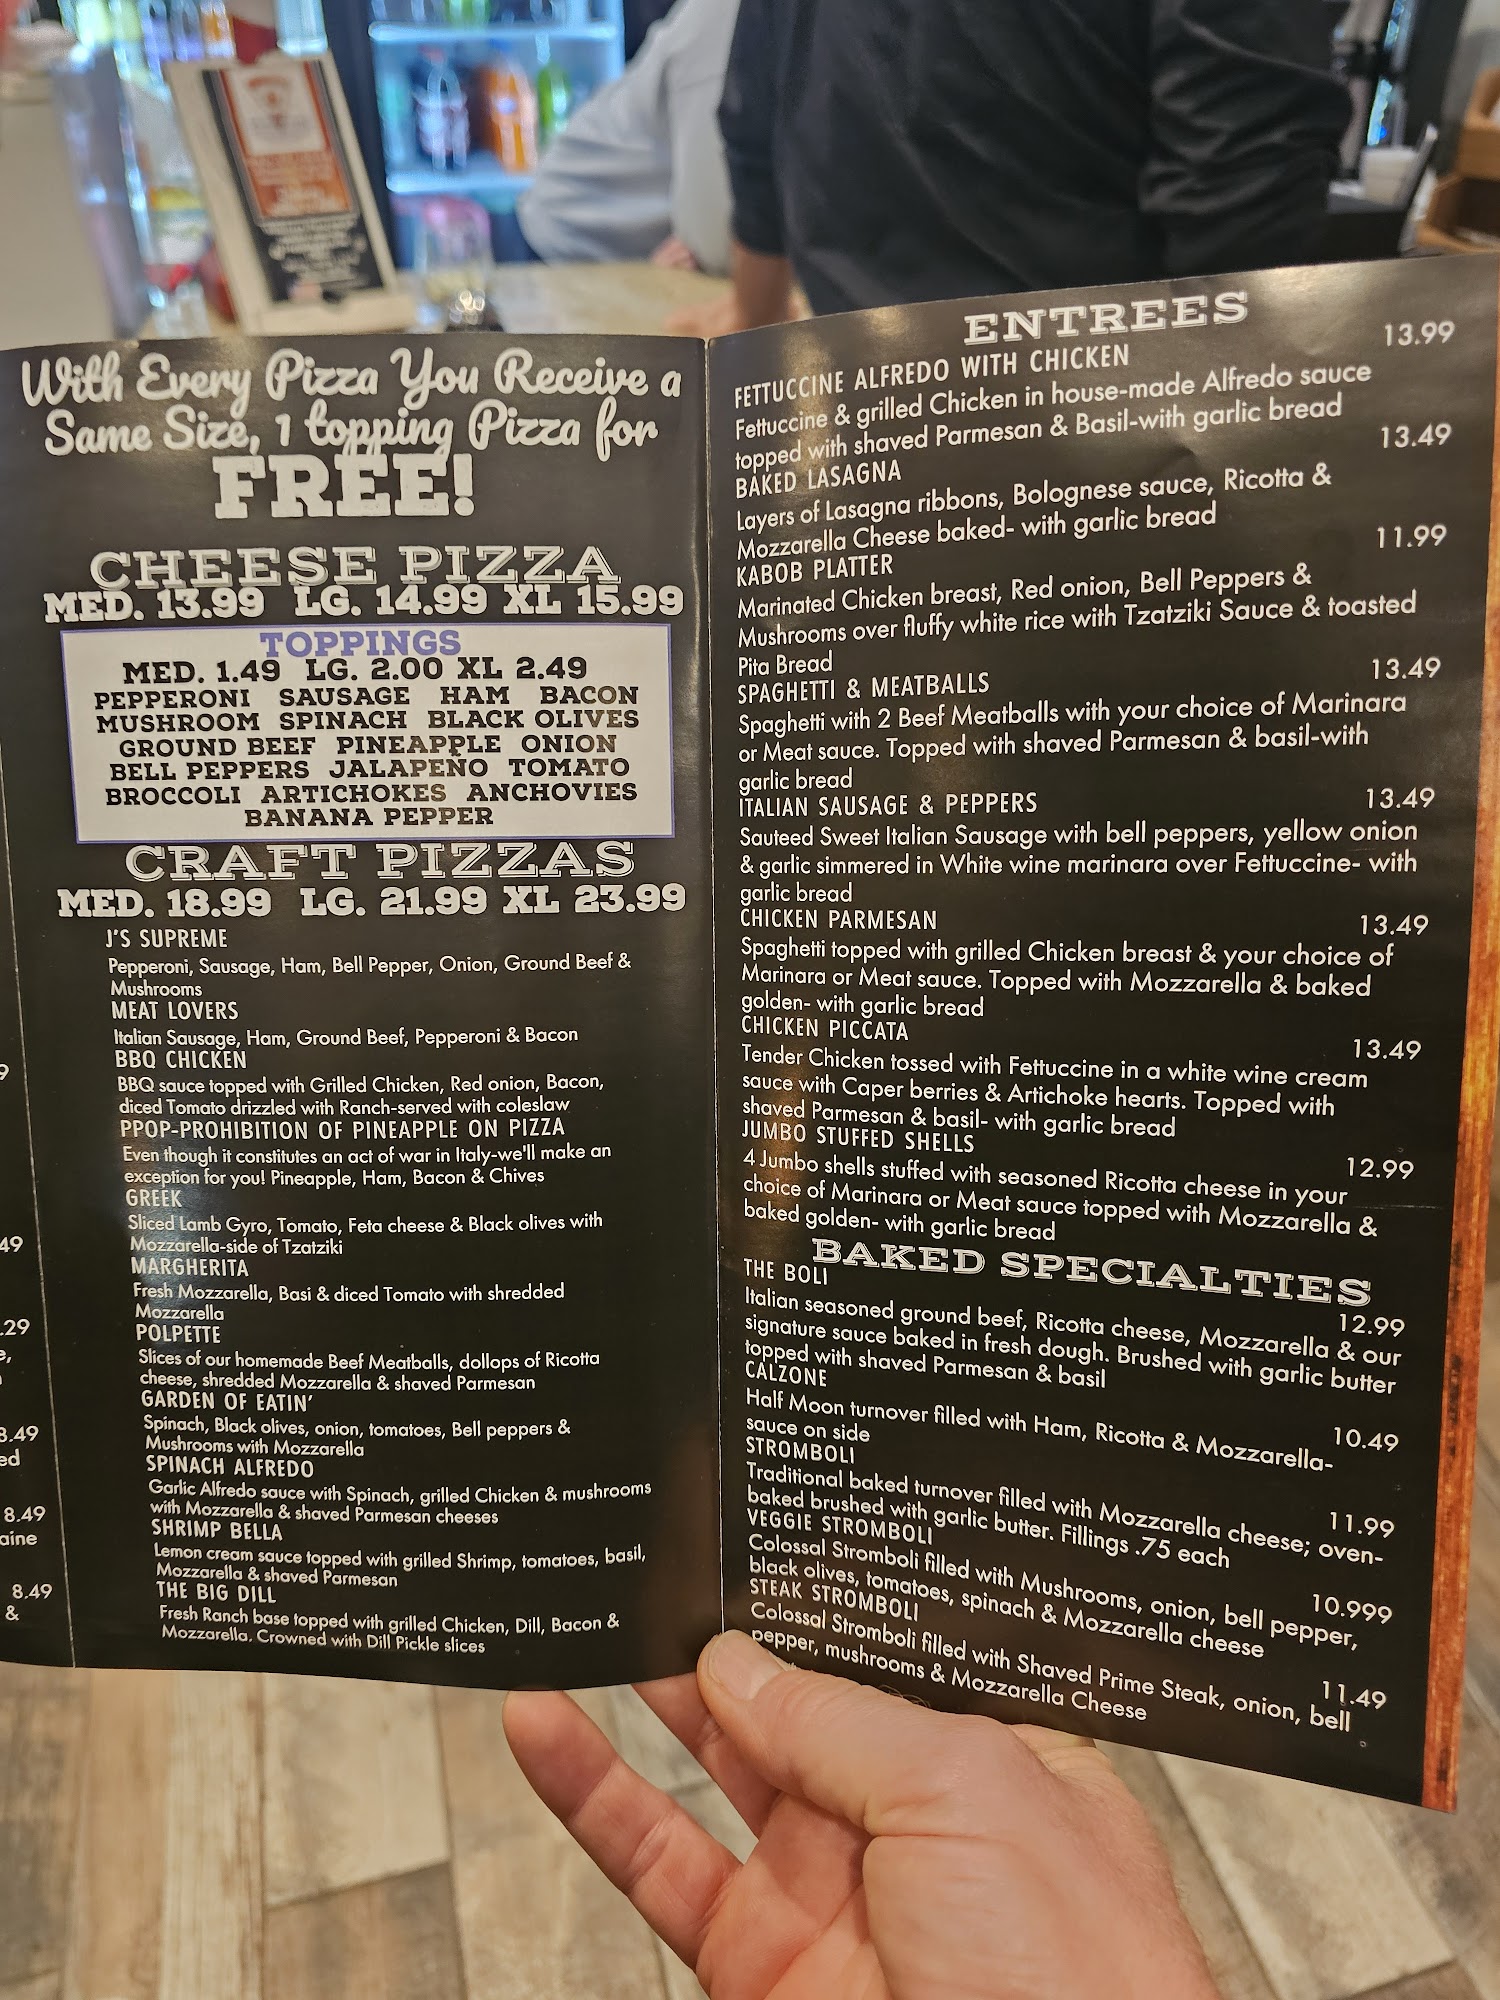 With Every Pizza You Receive a
Same Size, 1 topping Pizza for
FREE!
CHEESE PIZZA
MED. 13.99 LG. 14.99 XL 15.99
TOPPINGS
MED. 1.49 LG. 2.00 XL 2.49
PEPPERONI SAUSAGE HAM BACON
MUSHROOM SPINACH BLACK OLIVES
GROUND BEEF PINEAPPLE ONION
BELL PEPPERS JALAPEÑO TOMATO
BROCCOLI ARTICHOKES ANCHOVIES
BANANA PEPPER
CRAFT PIZZAS
MED. 18.99 LG. 21.99 XL 23.99
J'S SUPREME
Pepperoni, Sausage, Ham, Bell Pepper, Onion, Ground Beef &
Mushrooms
MEAT LOVERS
Italian Sausage, Ham, Ground Beef, Pepperoni & Bacon
BBQ CHICKEN
BBQ sauce topped with Grilled Chicken, Red onion, Bacon,
diced Tomato drizzled with Ranch-served with coleslaw
PPOP-PROHIBITION OF PINEAPPLE ON PIZZA
Even though it constitutes an act of war in Italy-we'll make an
exception for you! Pineapple, Ham, Bacon & Chives
GREEK
Sliced Lamb Gyro, Tomato, Feta cheese & Black olives with
Mozzarella-side of Tzatziki
MARGHERITA
Fresh Mozzarella, Basi & diced Tomato with shredded
Mozzarella
POLPETTE
Slices of our homemade Beef Meatballs, dollops of Ricotta
cheese, shredded Mozzarella & shaved Parmesan
GARDEN OF EATIN'
Spinach, Black olives, onion, tomatoes, Bell peppers &
Mushrooms with Mozzarella
SPINACH ALFREDO
Garlic Alfredo sauce with Spinach, grilled Chicken & mushrooms
with Mozzarella & shaved Parmesan cheeses
SHRIMP BELLA
Lemon cream sauce topped with grilled Shrimp, tomatoes, basil,
Mozzarella & shaved Parmesan
THE BIG DILL
Fresh Ranch base topped with grilled Chicken, Dill, Bacon &
Mozzarella. Crowned with Dill Pickle slices
ENTREES
FETTUCCINE ALFREDO WITH CHICKEN 13.99
Fettuccine & grilled Chicken in house-made Alfredo sauce
topped with shaved Parmesan & Basil-with garlic bread
BAKED LASAGNA 13.49
Layers of Lasagna ribbons, Bolognese sauce, Ricotta &
Mozzarella Cheese baked- with garlic bread
KABOB PLATTER 11.99
Marinated Chicken breast, Red onion, Bell Peppers &
Mushrooms over fluffy white rice with Tzatziki Sauce & toasted
Pita Bread
SPAGHETTI & MEATBALLS 13.49
Spaghetti with 2 Beef Meatballs with your choice of Marinara
or Meat sauce. Topped with shaved Parmesan & basil-with
garlic bread
ITALIAN SAUSAGE & PEPPERS 13.49
Sauteed Sweet Italian Sausage with bell peppers, yellow onion
& garlic simmered in White wine marinara over Fettuccine- with
garlic bread
CHICKEN PARMESAN 13.49
Spaghetti topped with grilled Chicken breast & your choice of
Marinara or Meat sauce. Topped with Mozzarella & baked
golden- with garlic bread
CHICKEN PICCATA 13.49
Tender Chicken tossed with Fettuccine in a white wine cream
sauce with Caper berries & Artichoke hearts. Topped with
shaved Parmesan & basil- with garlic bread
JUMBO STUFFED SHELLS 12.99
4 Jumbo shells stuffed with seasoned Ricotta cheese in your
choice of Marinara or Meat sauce topped with Mozzarella &
baked golden- with garlic bread
BAKED SPECIALTIES
THE BOLI 12.99
Italian seasoned ground beef, Ricotta cheese, Mozzarella & our
signature sauce baked in fresh dough. Brushed with garlic butter
topped with shaved Parmesan & basil
CALZONE 10.49
Half Moon turnover filled with Ham, Ricotta & Mozzarella-
sauce on side
STROMBOLI 11.99
Traditional baked turnover filled with Mozzarella cheese; oven-
baked brushed with garlic butter. Fillings .75 each
VEGGIE STROMBOLI 10.999
Colossal Stromboli filled with Mushrooms, onion, bell pepper,
black olives, tomatoes, spinach & Mozzarella cheese
STEAK STROMBOLI 11.49
Colossal Stromboli filled with Shaved Prime Steak, onion, bell
pepper, mushrooms & Mozzarella Cheese
9
49
.29
8.49
ed
8.49
aine
8.49
&